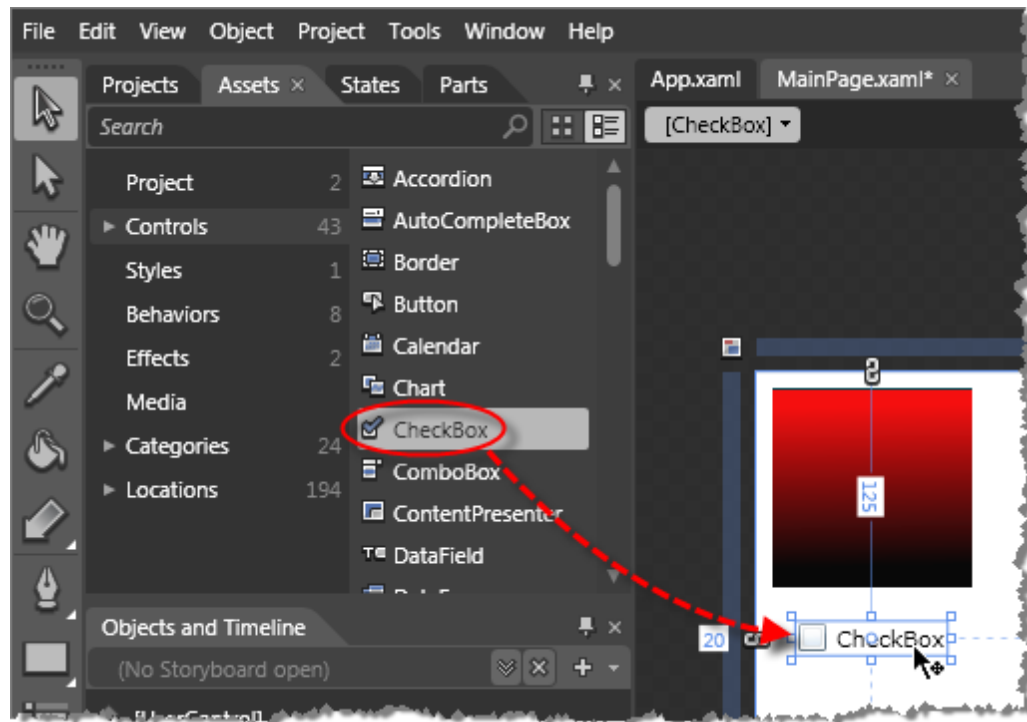 File Edit View Object Project Tools Window Help
Projects Assets × States Parts
App.xaml MainPage.xaml* ×
Search
[CheckBox]
Project 2
Controls 43
Styles 1
Behaviors 8
Effects 2
Media
Categories 24
Locations 194
Accordion
AutoCompleteBox
Border
Button
Calendar
Chart
CheckBox
ComboBox
ContentPresenter
DataField
125
20
CheckBox
Objects and Timeline
(No Storyboard open)